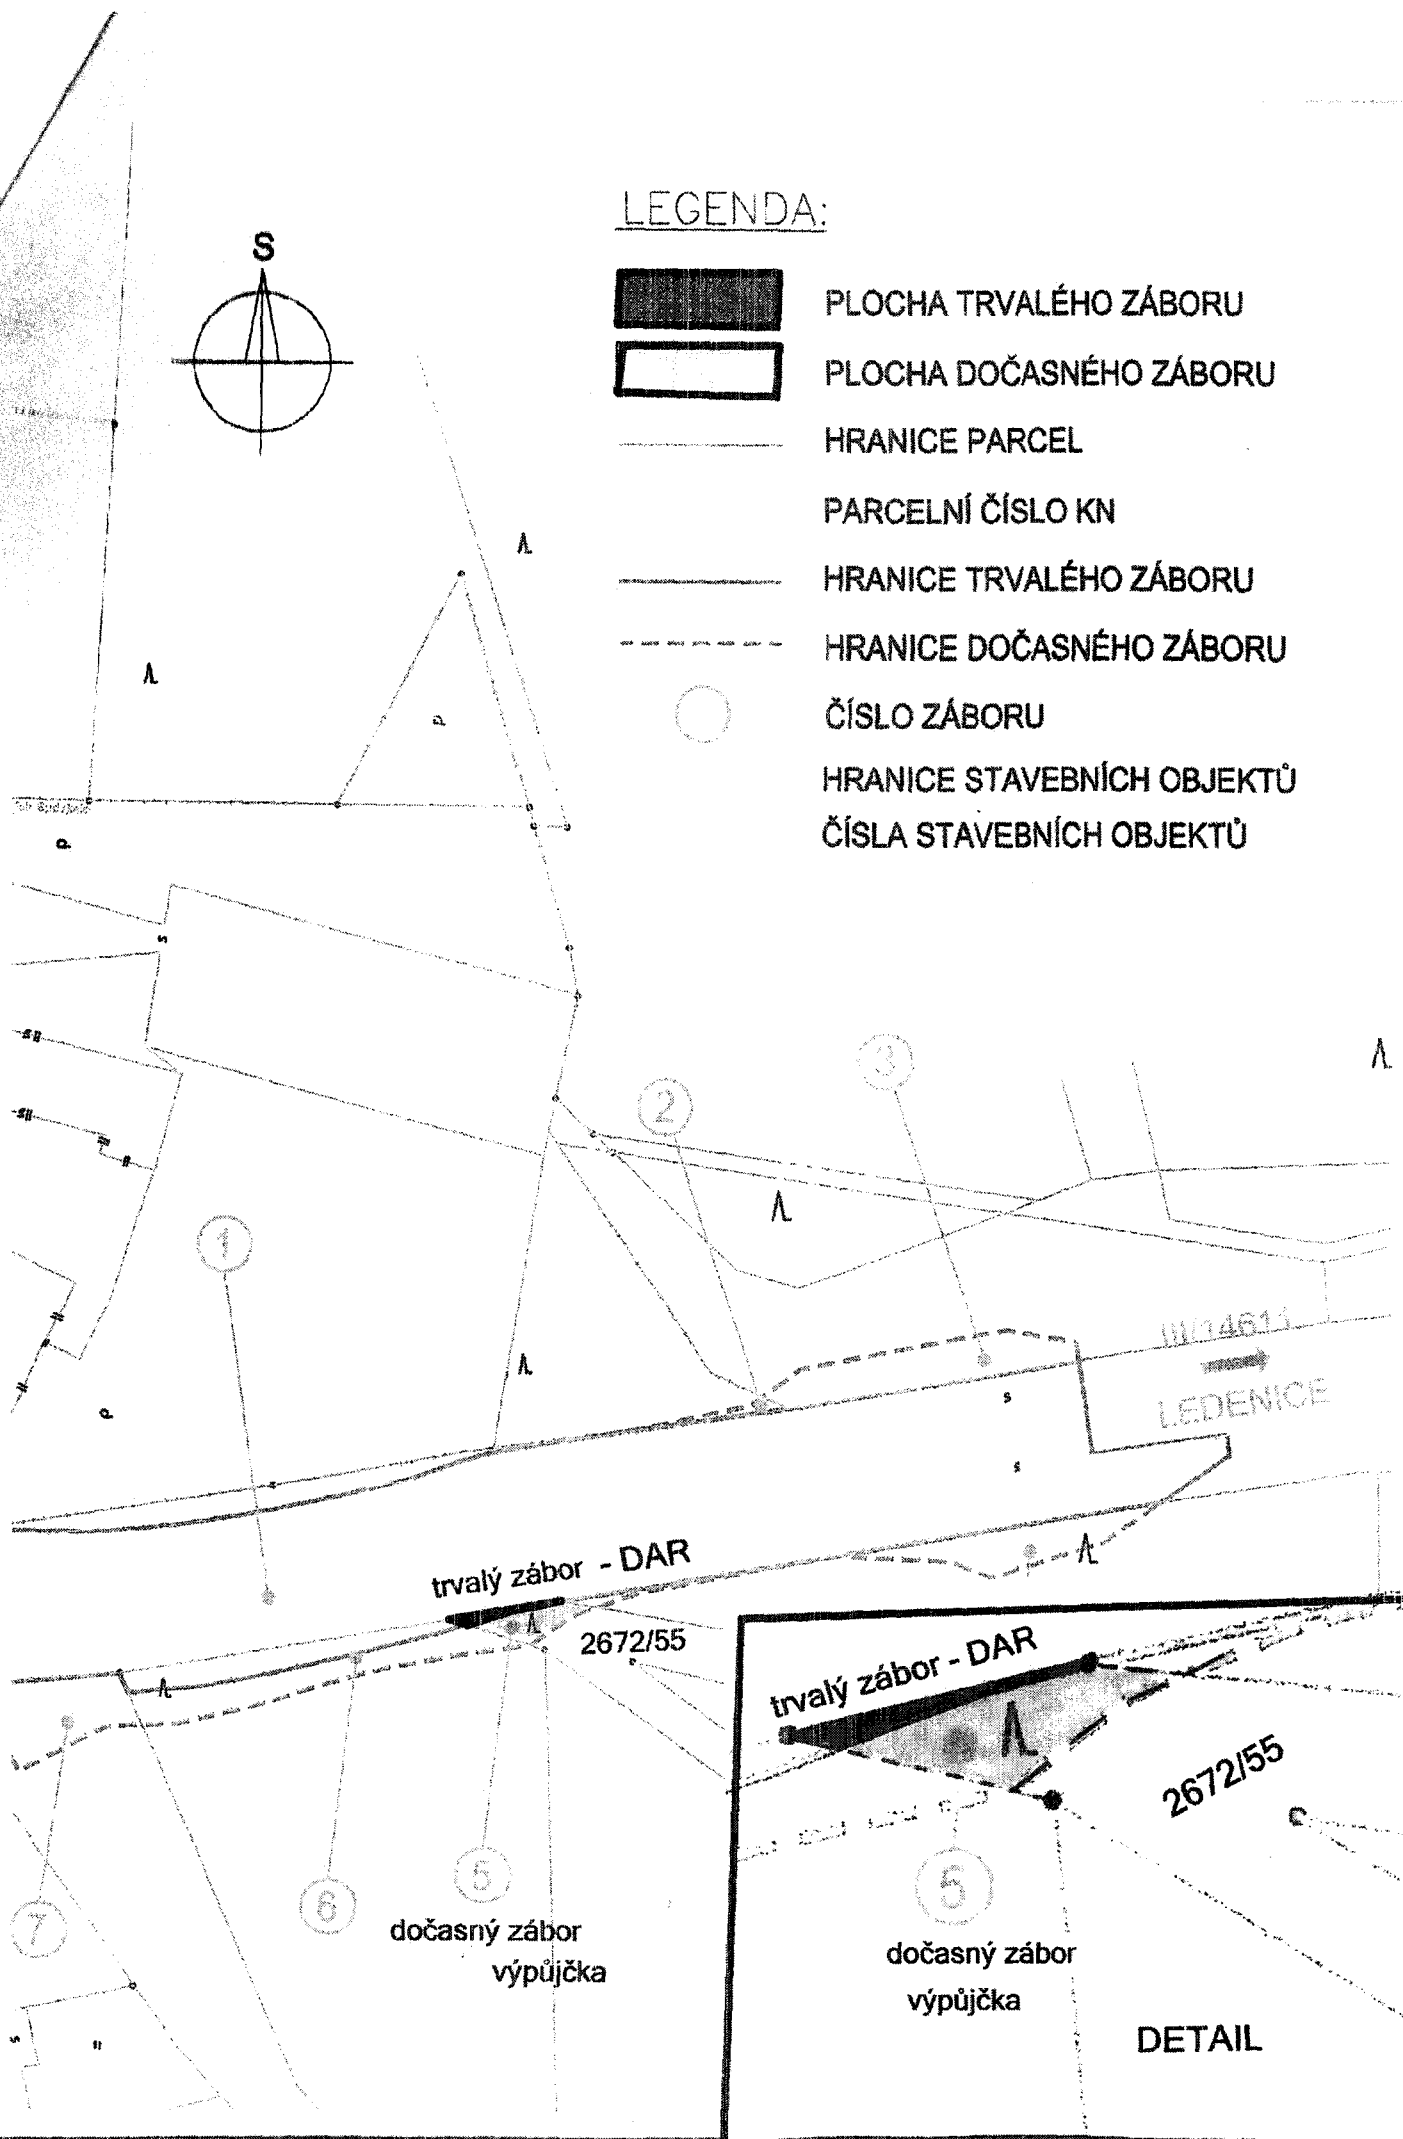 S
LEGENDA:
PLOCHA TRVALÉHO ZÁBORU
PLOCHA DOČASNÉHO ZÁBORU
HRANICE PARCEL
PARCELNÍ ČÍSLO KN
HRANICE TRVALÉHO ZÁBORU
HRANICE DOČASNÉHO ZÁBORU
ČÍSLO ZÁBORU
HRANICE STAVEBNÍCH OBJEKTŮ
ČÍSLA STAVEBNÍCH OBJEKTŮ
s
3
2
1
III/14611
LEDENICE
s
s
trvalý zábor - DAR
2672/55
7
6
5
dočasný zábor
výpůjčka
s
trvalý zábor - DAR
2672/55
5
dočasný zábor
výpůjčka
DETAIL